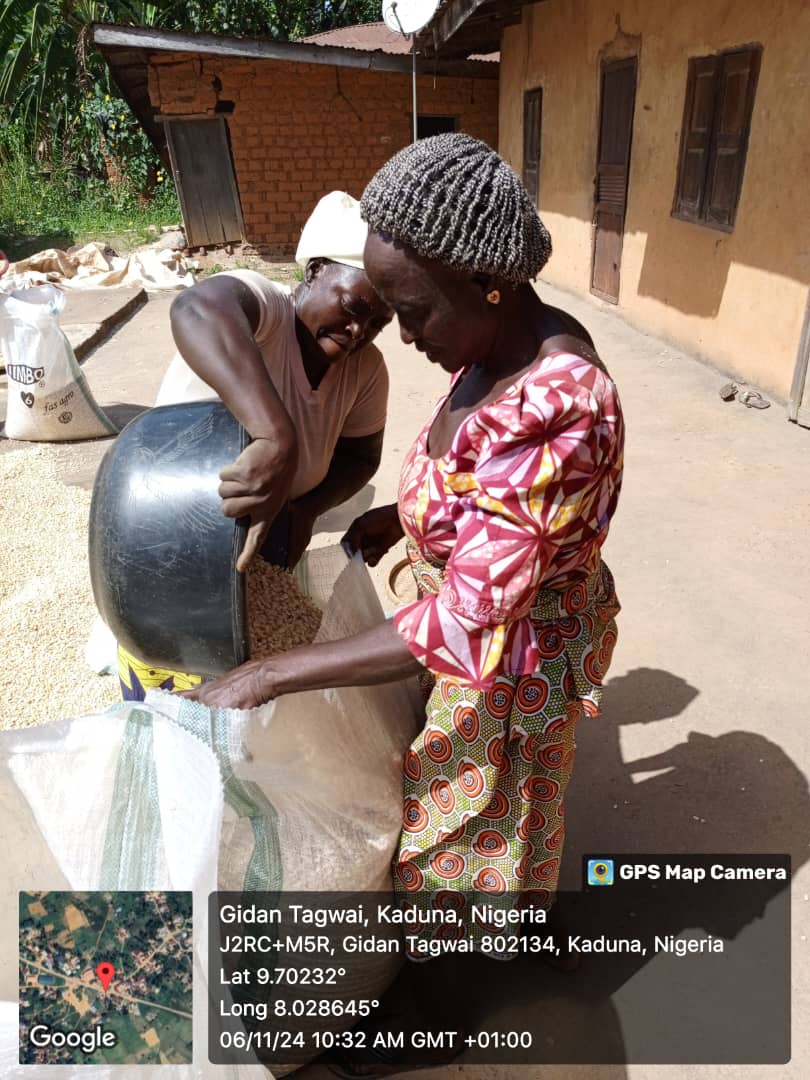 fas agro
GPS Map Camera
Gidan Tagwai, Kaduna, Nigeria
J2RC+M5R, Gidan Tagwai 802134, Kaduna, Nigeria
Lat 9.70232°
Long 8.028645°
06/11/24 10:32 AM GMT +01:00
Google